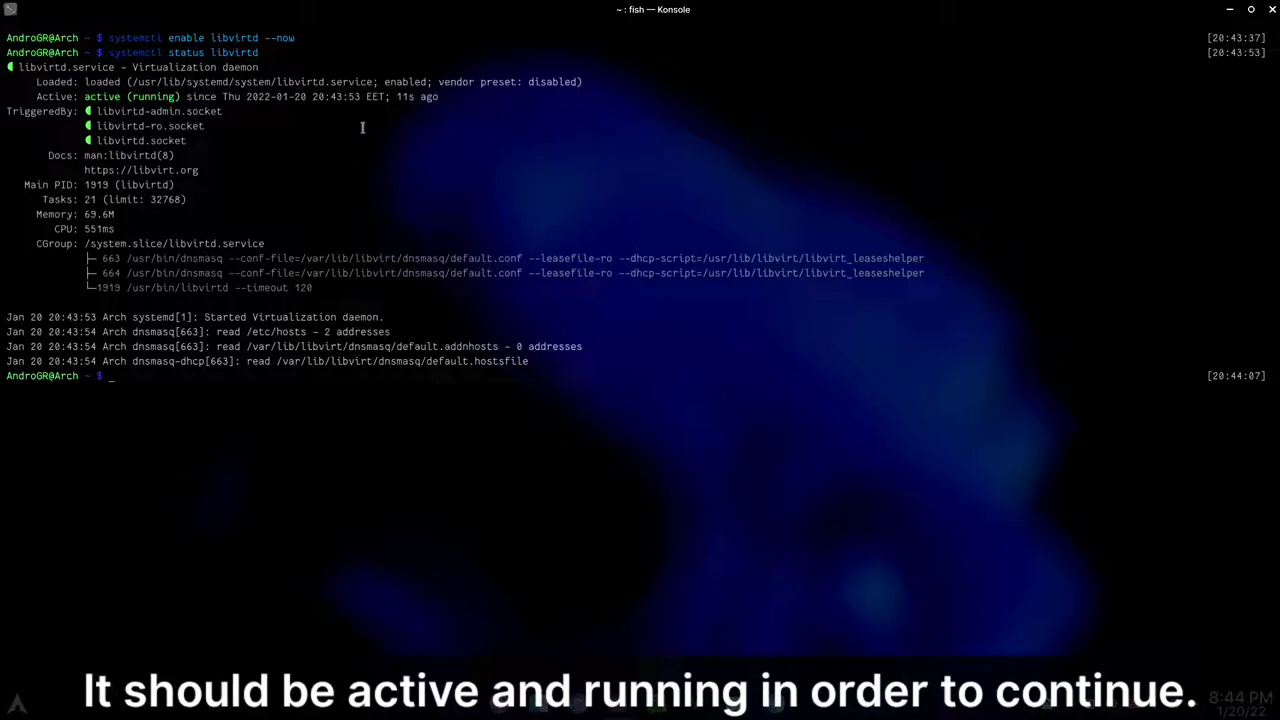 ~ : fish — Konsole
AndroGR@Arch ~ $ systemctl enable libvirtd --now [20:43:37]
AndroGR@Arch ~ $ systemctl status libvirtd [20:43:53]
libvirtd.service - Virtualization daemon
Loaded: loaded (/usr/lib/systemd/system/libvirtd.service; enabled; vendor preset: disabled)
Active: active (running) since Thu 2022-01-20 20:43:53 EET; 11s ago
TriggeredBy: libvirtd-admin.socket
libvirtd-ro.socket
libvirtd.socket
Docs: man:libvirtd(8)
https://libvirt.org
Main PID: 1919 (libvirtd)
Tasks: 21 (limit: 32768)
Memory: 69.6M
CPU: 551ms
CGroup: /system.slice/libvirtd.service
├─ 663 /usr/bin/dnsmasq --conf-file=/var/lib/libvirt/dnsmasq/default.conf --leasefile-ro --dhcp-script=/usr/lib/libvirt/libvirt_leaseshelper
├─ 664 /usr/bin/dnsmasq --conf-file=/var/lib/libvirt/dnsmasq/default.conf --leasefile-ro --dhcp-script=/usr/lib/libvirt/libvirt_leaseshelper
└─1919 /usr/bin/libvirtd --timeout 120
Jan 20 20:43:53 Arch systemd[1]: Started Virtualization daemon.
Jan 20 20:43:54 Arch dnsmasq[663]: read /etc/hosts - 2 addresses
Jan 20 20:43:54 Arch dnsmasq[663]: read /var/lib/libvirt/dnsmasq/default.addnhosts - 0 addresses
Jan 20 20:43:54 Arch dnsmasq-dhcp[663]: read /var/lib/libvirt/dnsmasq/default.hostsfile
AndroGR@Arch ~ $ _ [20:44:07]
It should be active and running in order to continue.
8:44 PM
1/20/22